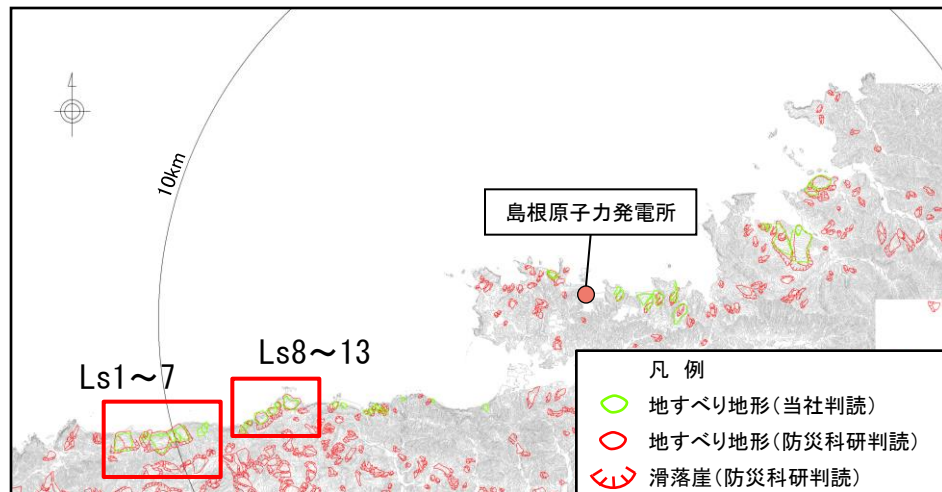 10km
島根原子力発電所
Ls8～13
Ls1～7
凡 例
地すべり地形(当社判読)
地すべり地形(防災科研判読)
滑落崖(防災科研判読)